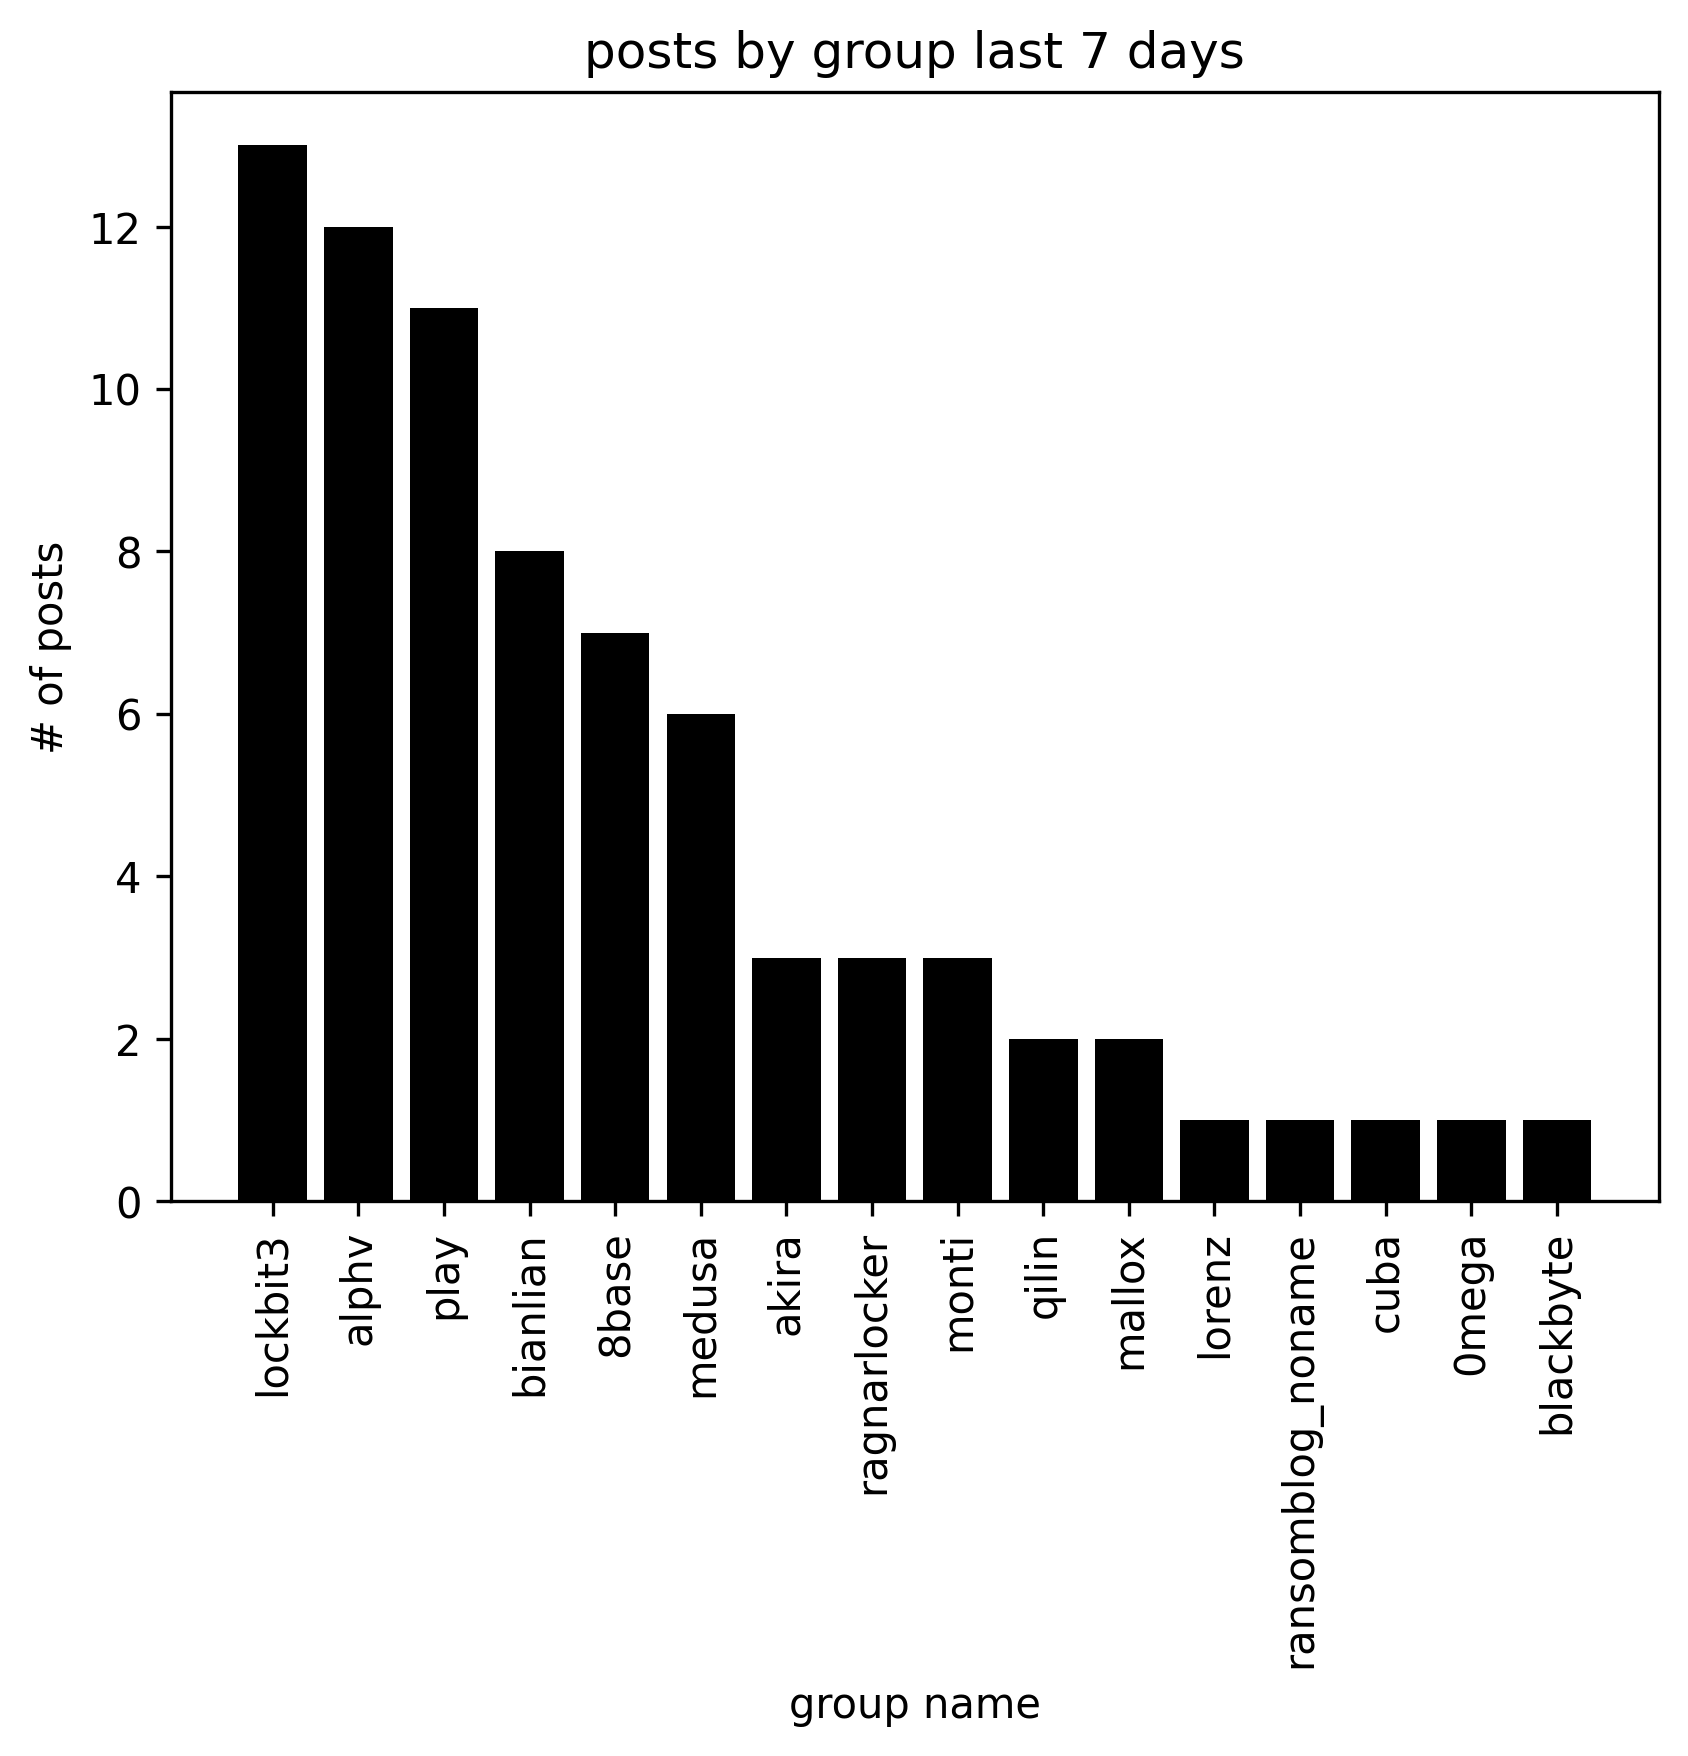 posts by group last 7 days
# of posts
12
10
8
6
4
2
0
lockbit3
alphv
play
bianlian
8base
medusa
akira
ragnarlocker
monti
qilin
mallox
lorenz
ransomblog_noname
cuba
0mega
blackbyte
group name